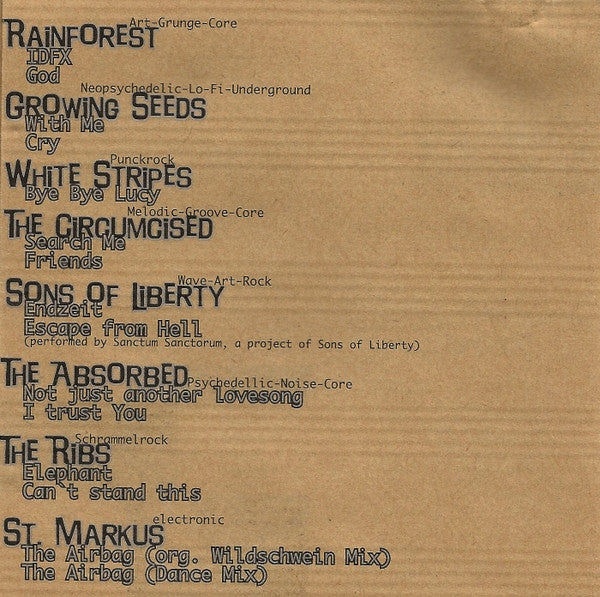 Art-Grunge-Core
RAiNFOREST
IDFX
God
Neopsychedelic-Lo-Fi-Underground
GROWiNG SEEDS
With Me
Cry
Punckrock
WHiTE STRiPES
Bye Bye Lucy
Melodic-Groove-Core
THE CiRCUMCiSED
Search Me
Friends
Wave-Art-Rock
SONS OF LiBERTY
Endzeit
Escape from Hell
(performed by Sanctum Sanctorum, a project of Sons of Liberty)
THE ABSORBED
Psychedellic-Noise-Core
Not just another Lovesong
I trust You
Schrammelrock
THE RiBS
Elephant
Can`t stand this
electronic
ST. MARKUS
The Airbag (org. Wildschwein Mix)
The Airbag (Dance Mix)